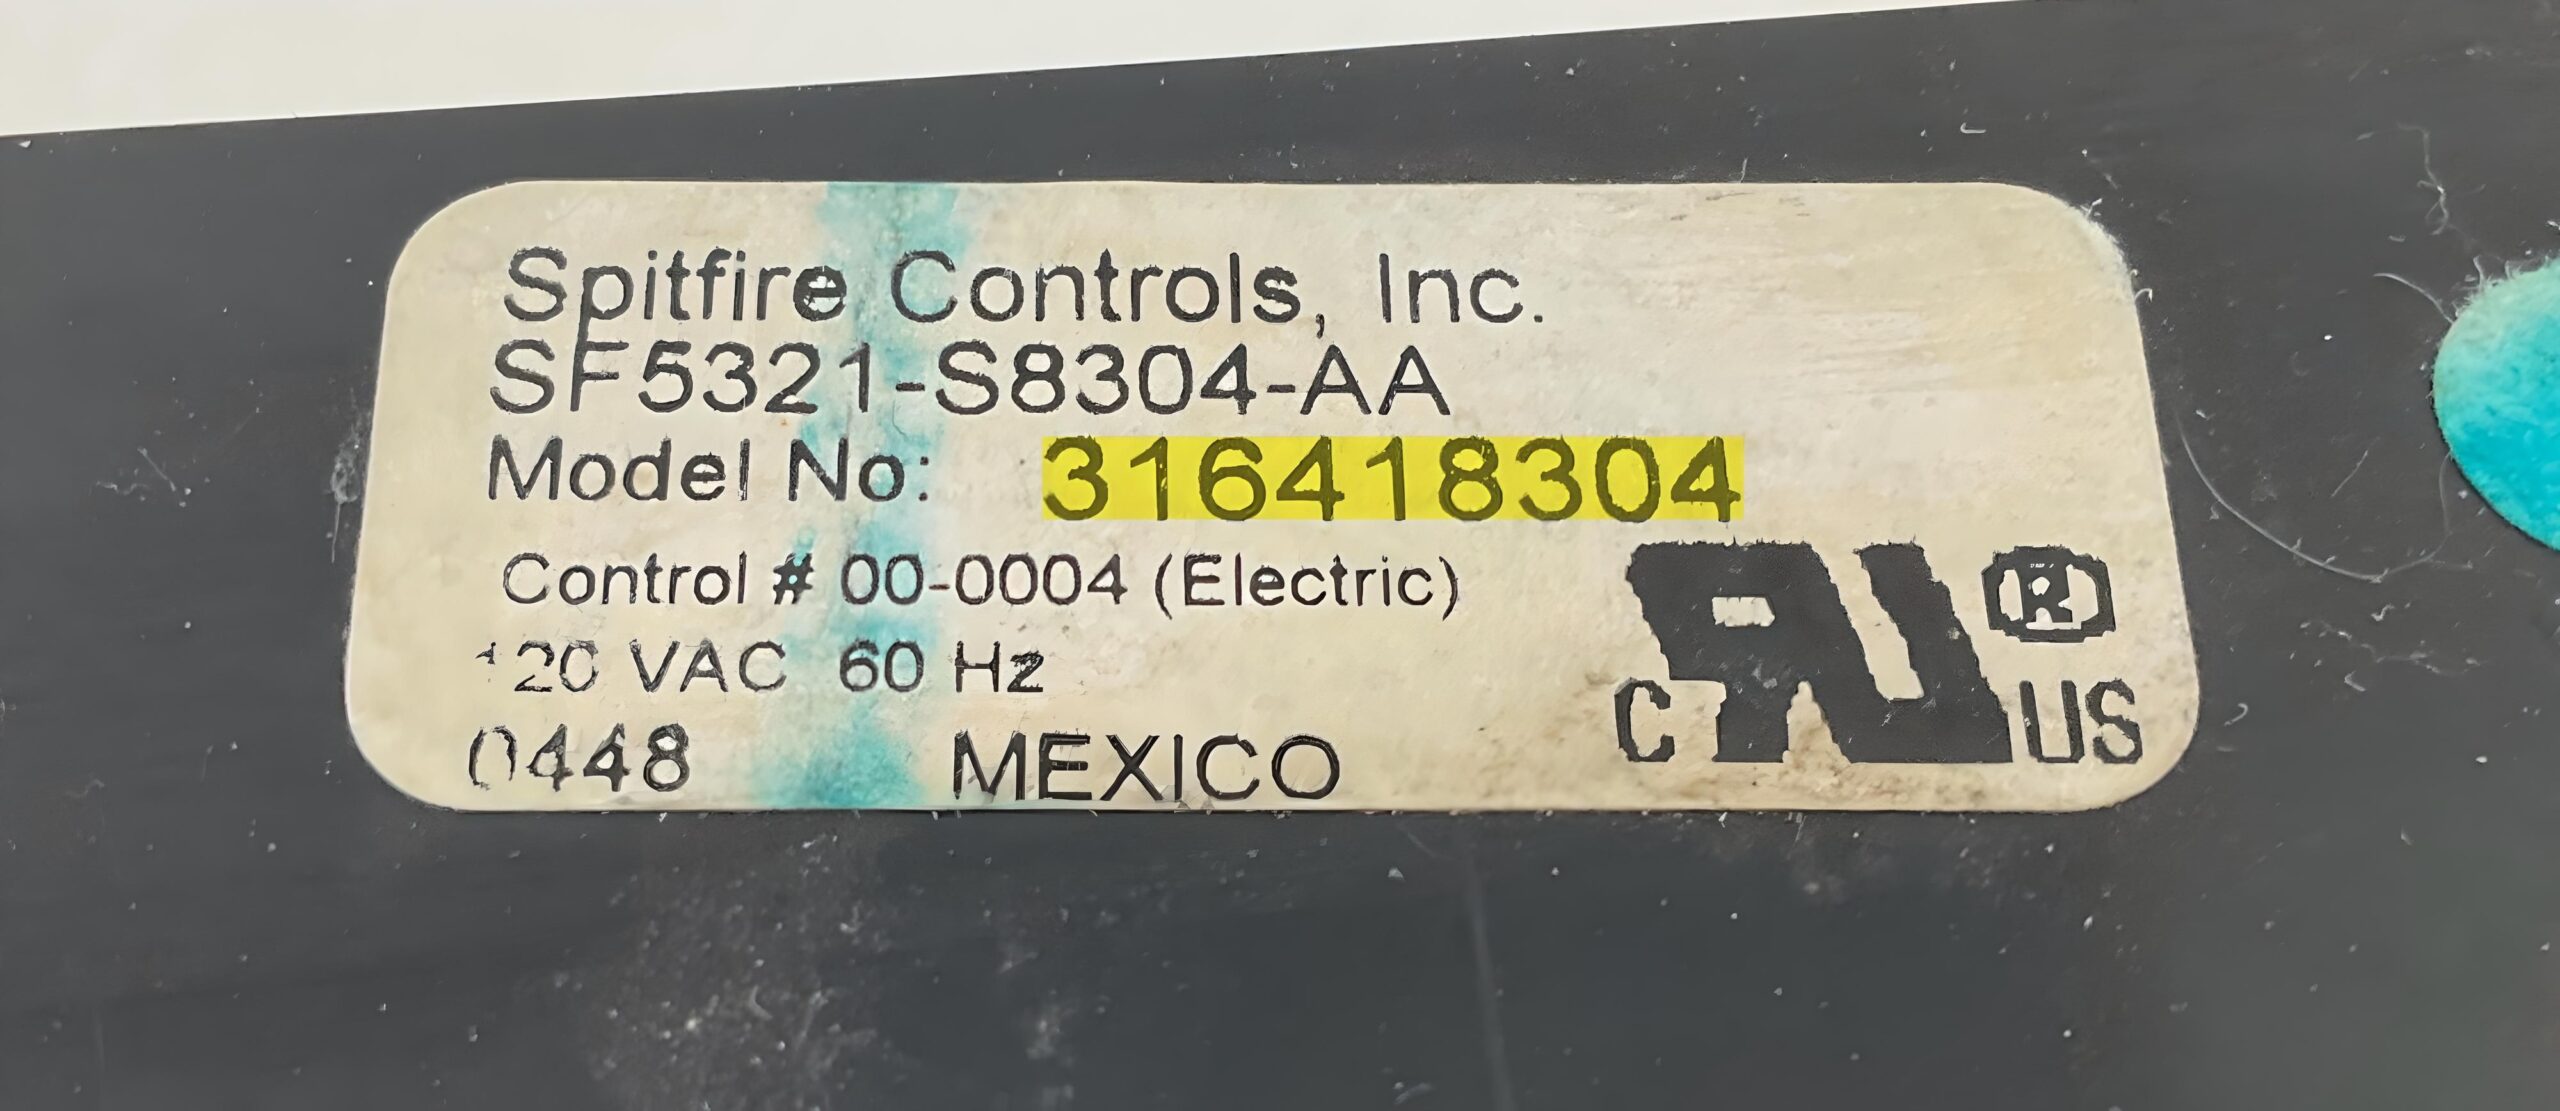 Spitfire Controls, Inc.
SF5321-S8304-AA
Model No: 316418304
Control # 00-0004 (Electric)
120 VAC 60 Hz
0448 MEXICO
C RU ® US